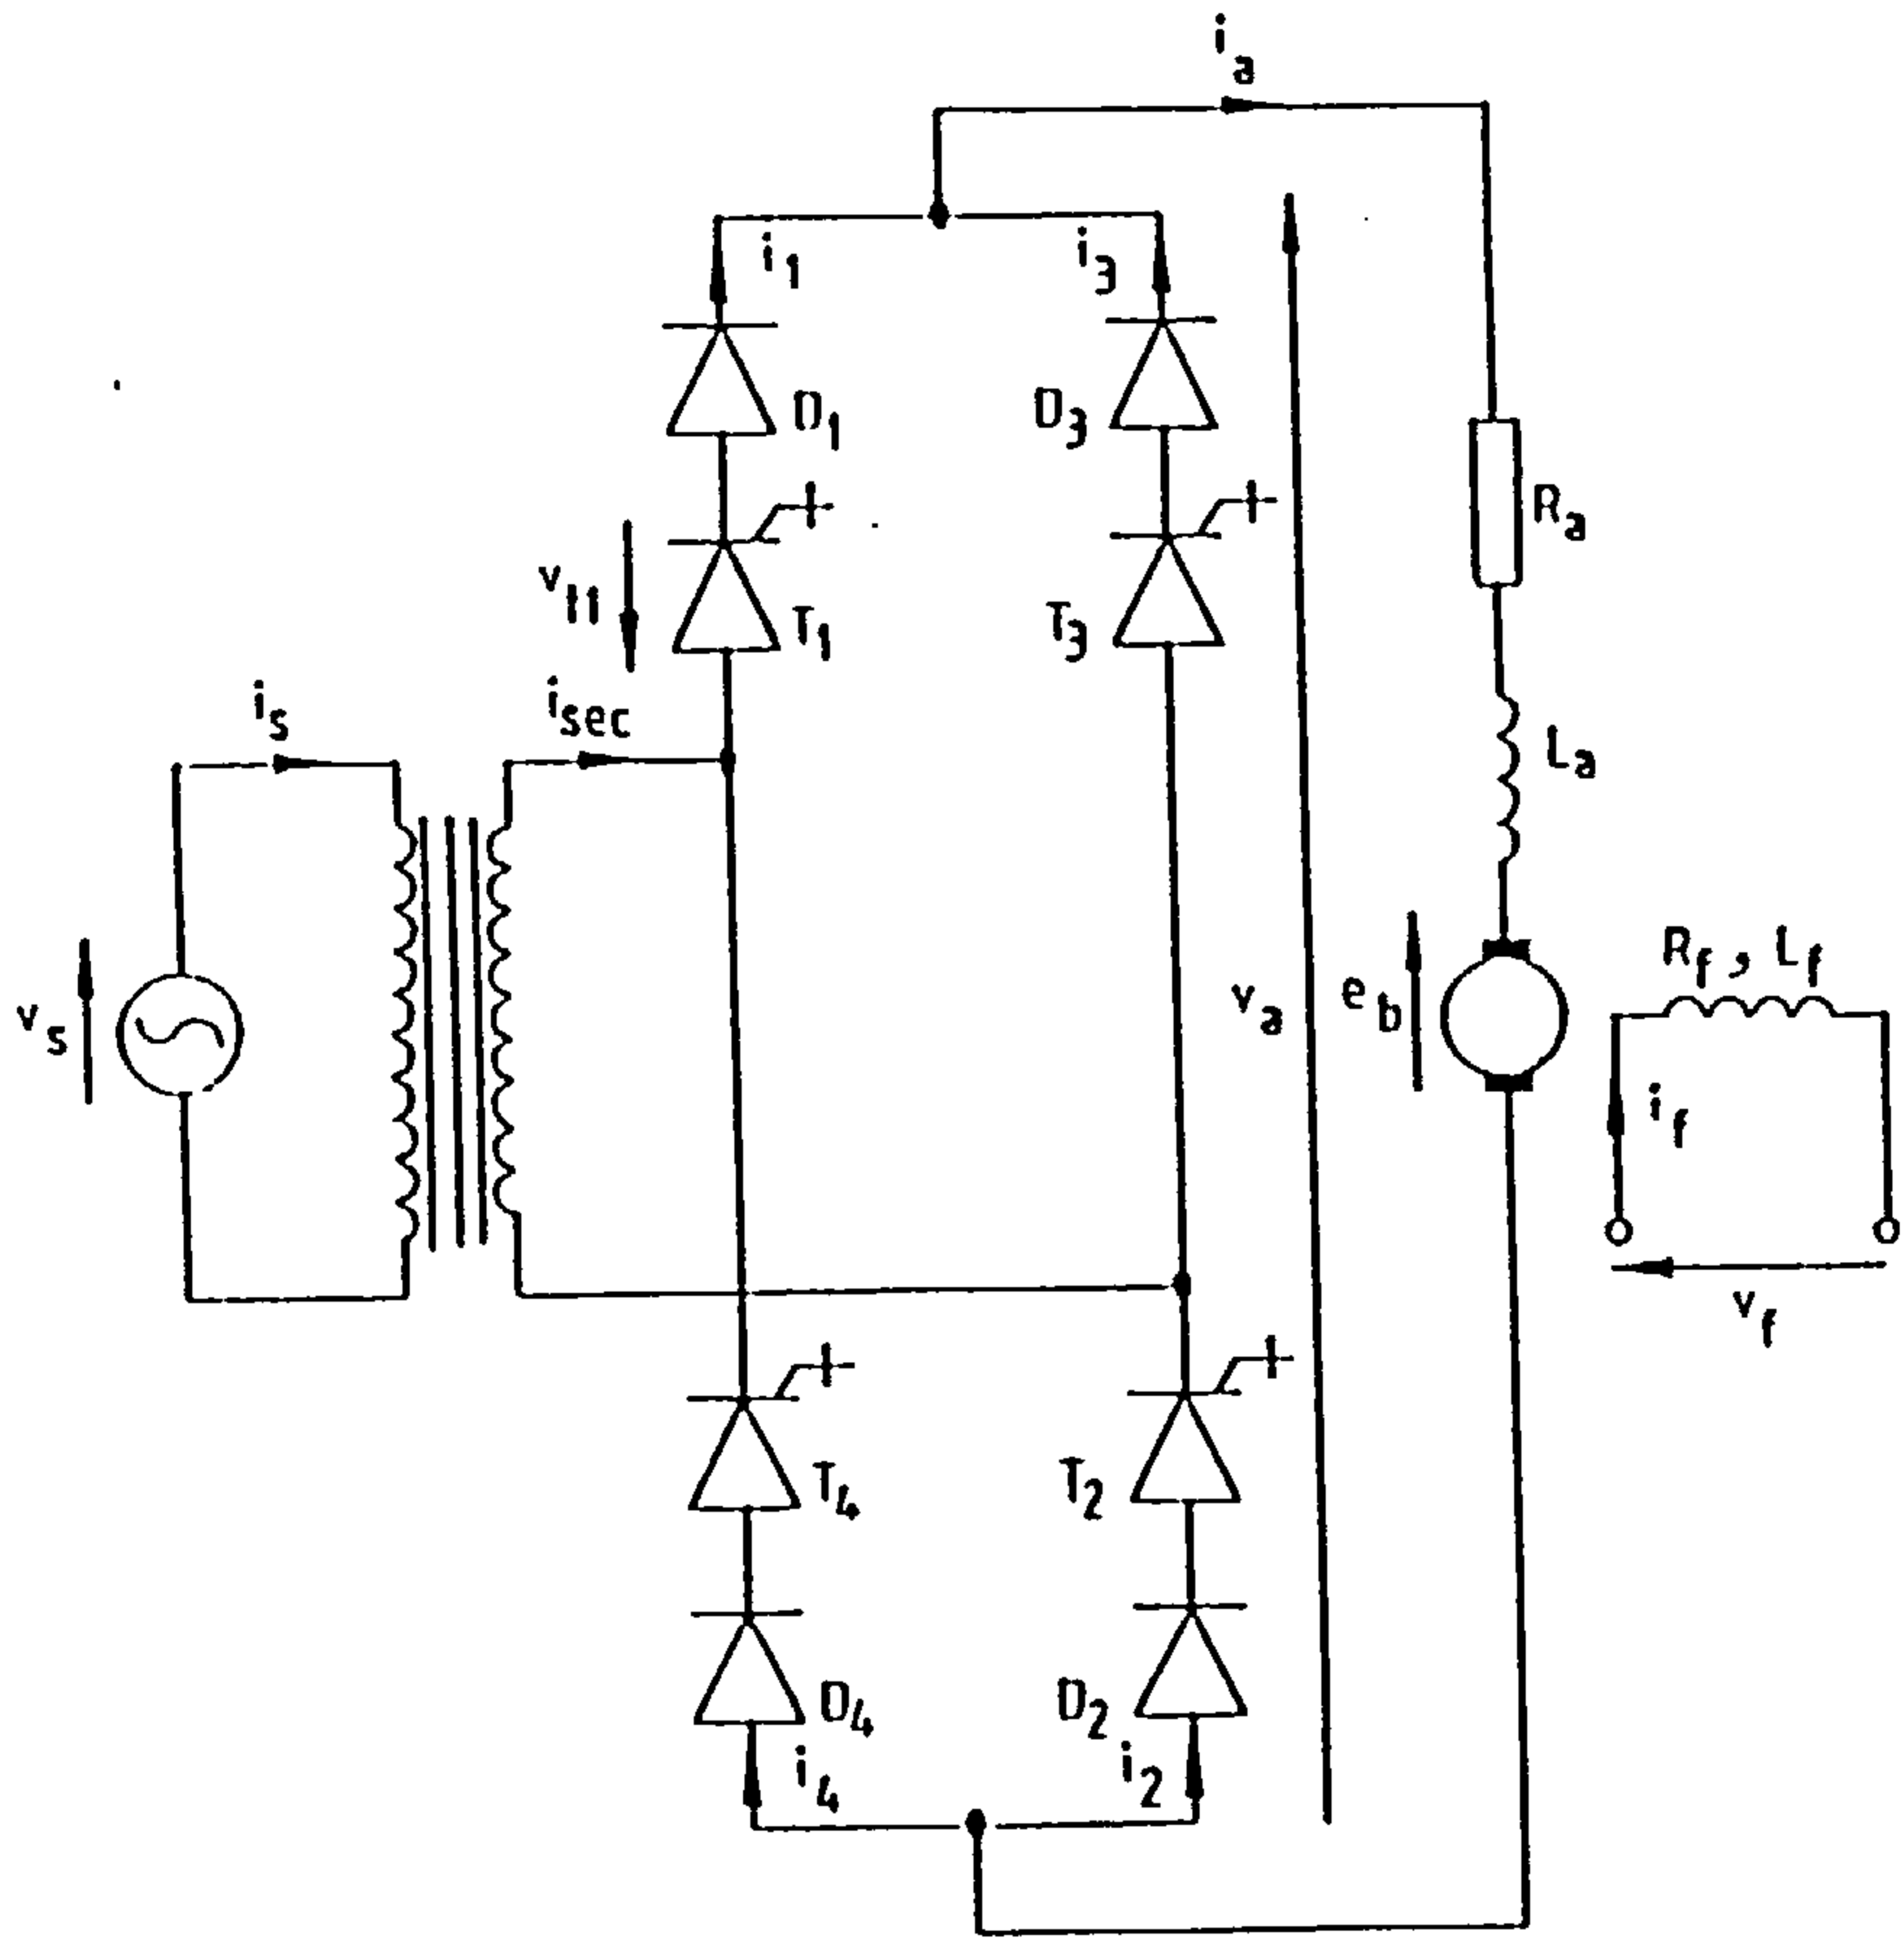 i_a
i_1
i_3
D_1
D_3
R_a
v_t1
T_1
T_3
i_s
i_sec
L_a
v_s
v_a
e_b
R_f , L_f
i_f
v_f
T_4
T_2
D_4
D_2
i_4
i_2